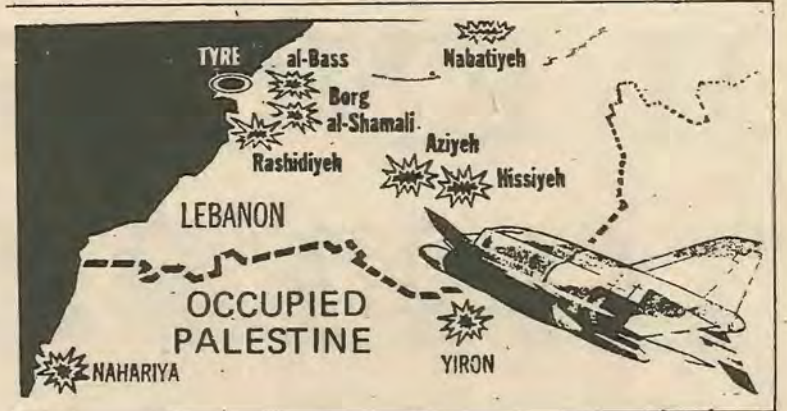 TYRE
al-Bass
Nabatiyeh
Borg
al-Shamali.
Aziyeh
Rashidiyeh
Hissiyeh
LEBANON
OCCUPIED
PALESTINE
YIRON
NAHARIYA